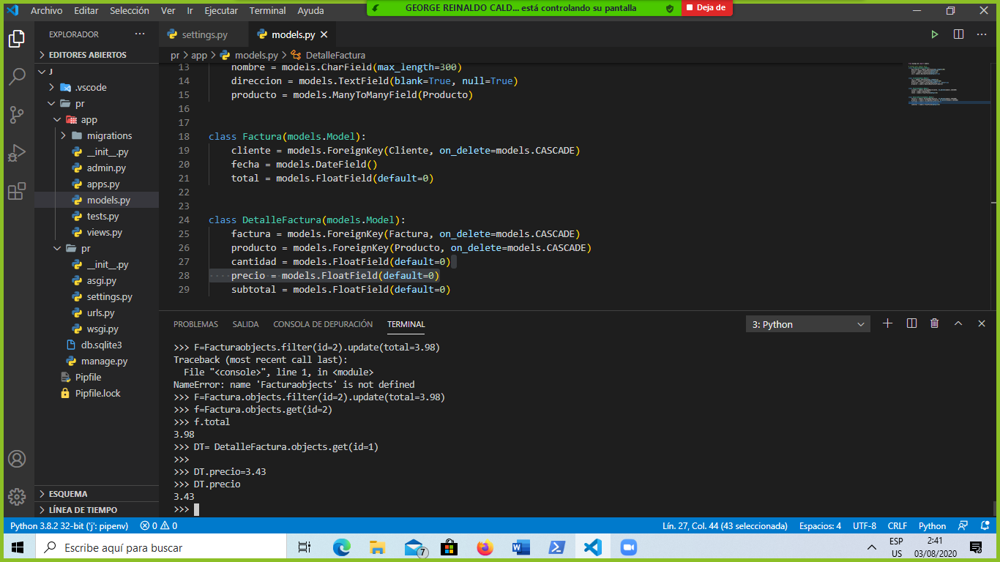 Archivo Editar Selección Ver Ir Ejecutar Terminal Ayuda
GEORGE REINALDO CALD... está controlando su pantalla
Deja de
EXPLORADOR
EDITORES ABIERTOS
J
.vscode
pr
app
migrations
__init__.py
admin.py
apps.py
models.py
tests.py
views.py
pr
__init__.py
asgi.py
settings.py
urls.py
wsgi.py
db.sqlite3
manage.py
Pipfile
Pipfile.lock
ESQUEMA
LÍNEA DE TIEMPO
settings.py models.py
pr > app > models.py > DetalleFactura
13 nombre = models.CharField(max_length=300)
14 direccion = models.TextField(blank=True, null=True)
15 producto = models.ManyToManyField(Producto)
16
17
18 class Factura(models.Model):
19 cliente = models.ForeignKey(Cliente, on_delete=models.CASCADE)
20 fecha = models.DateField()
21 total = models.FloatField(default=0)
22
23
24 class DetalleFactura(models.Model):
25 factura = models.ForeignKey(Factura, on_delete=models.CASCADE)
26 producto = models.ForeignKey(Producto, on_delete=models.CASCADE)
27 cantidad = models.FloatField(default=0)
28 precio = models.FloatField(default=0)
29 subtotal = models.FloatField(default=0)
PROBLEMAS SALIDA CONSOLA DE DEPURACIÓN TERMINAL
3: Python
>>> F=Facturaobjects.filter(id=2).update(total=3.98)
Traceback (most recent call last):
File "<console>", line 1, in <module>
NameError: name 'Facturaobjects' is not defined
>>> F=Factura.objects.filter(id=2).update(total=3.98)
>>> f=Factura.objects.get(id=2)
>>> f.total
3.98
>>> DT= DetalleFactura.objects.get(id=1)
>>>
>>> DT.precio=3.43
>>> DT.precio
3.43
>>>
Python 3.8.2 32-bit ('j': pipenv) 0 0 Lín. 27, Col. 44 (43 seleccionada) Espacios: 4 UTF-8 CRLF Python
Escribe aquí para buscar
7
ESP
US
2:41
03/08/2020